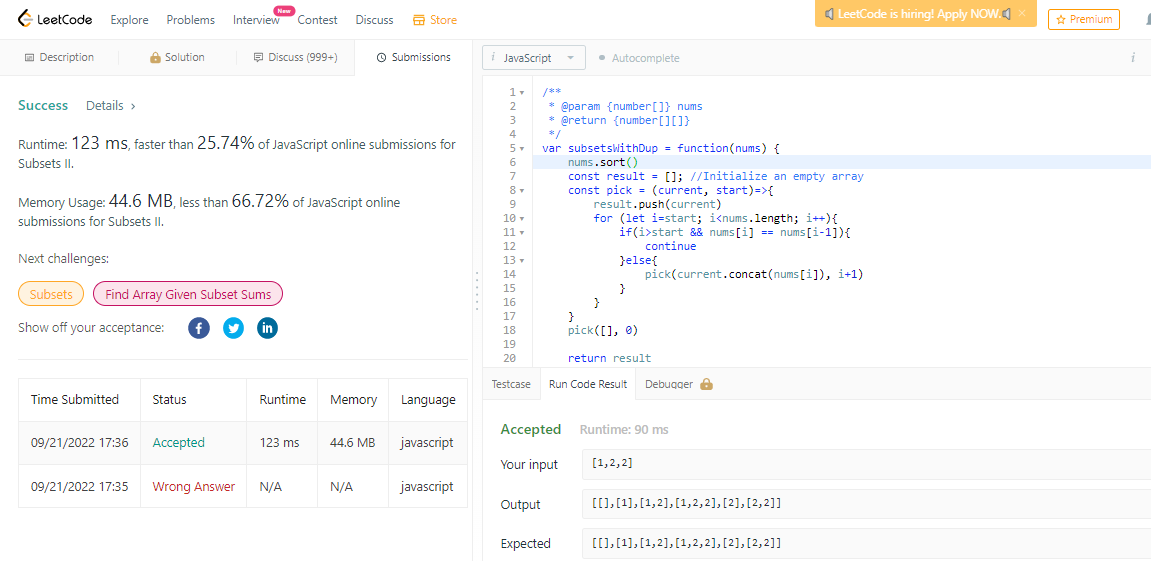 LeetCode Explore Problems Interview New Contest Discuss Store LeetCode is hiring! Apply NOW. × Premium
Description Solution Discuss (999+) Submissions
Success Details >
Runtime: 123 ms, faster than 25.74% of JavaScript online submissions for
Subsets II.
Memory Usage: 44.6 MB, less than 66.72% of JavaScript online
submissions for Subsets II.
Next challenges:
Subsets Find Array Given Subset Sums
Show off your acceptance:
Time Submitted Status Runtime Memory Language
09/21/2022 17:36 Accepted 123 ms 44.6 MB javascript
09/21/2022 17:35 Wrong Answer N/A N/A javascript
i JavaScript Autocomplete i
1 /**
2 * @param {number[]} nums
3 * @return {number[][]}
4 */
5 var subsetsWithDup = function(nums) {
6 nums.sort()
7 const result = []; //Initialize an empty array
8 const pick = (current, start)=>{
9 result.push(current)
10 for (let i=start; i<nums.length; i++){
11 if(i>start && nums[i] == nums[i-1]){
12 continue
13 }else{
14 pick(current.concat(nums[i]), i+1)
15 }
16 }
17 }
18 pick([], 0)
19
20 return result
Testcase Run Code Result Debugger
Accepted Runtime: 90 ms
Your input [1,2,2]
Output [[],[1],[1,2],[1,2,2],[2],[2,2]]
Expected [[],[1],[1,2],[1,2,2],[2],[2,2]]